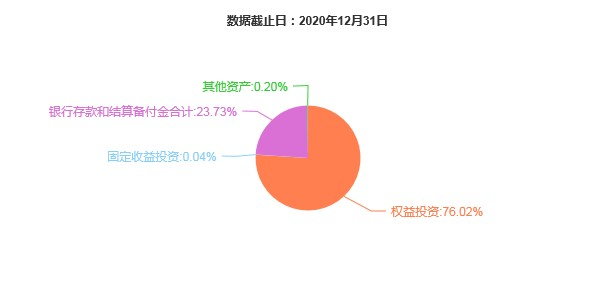 数据截止日：2020年12月31日
其他资产:0.20%
银行存款和结算备付金合计:23.73%
固定收益投资:0.04%
权益投资:76.02%